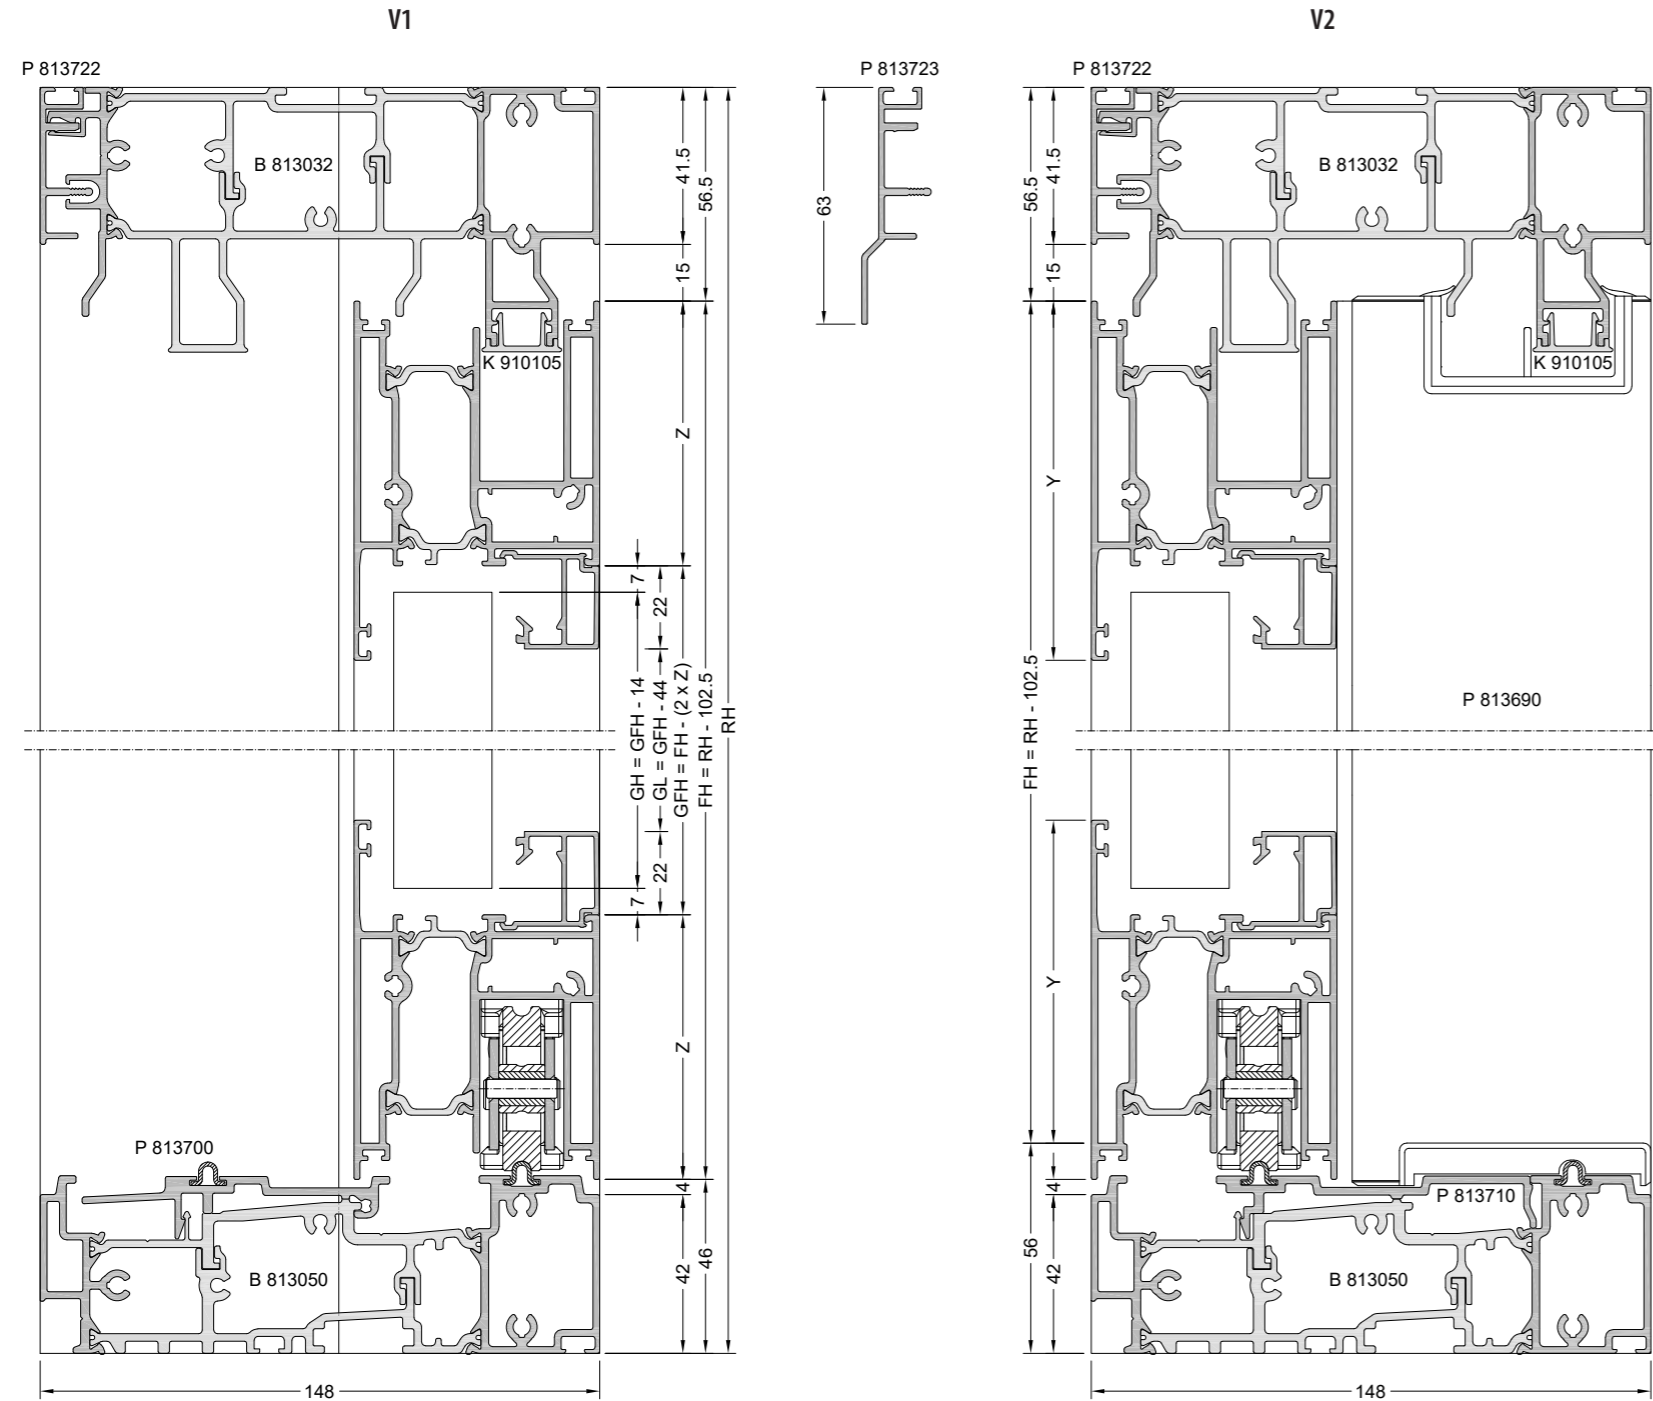 V1
V2
P 813722
P 813723
P 813722
B 813032
B 813032
41.5
56.5
15
63
56.5
41.5
15
K 910105
K 910105
Z
Y
7
22
GH = GFH - 14
GL = GFH - 44
GFH = FH - (2 x Z)
FH = RH - 102.5
RH
FH = RH - 102.5
P 813690
22
7
Z
Y
P 813700
P 813710
4
42
46
56
4
42
B 813050
B 813050
148
148